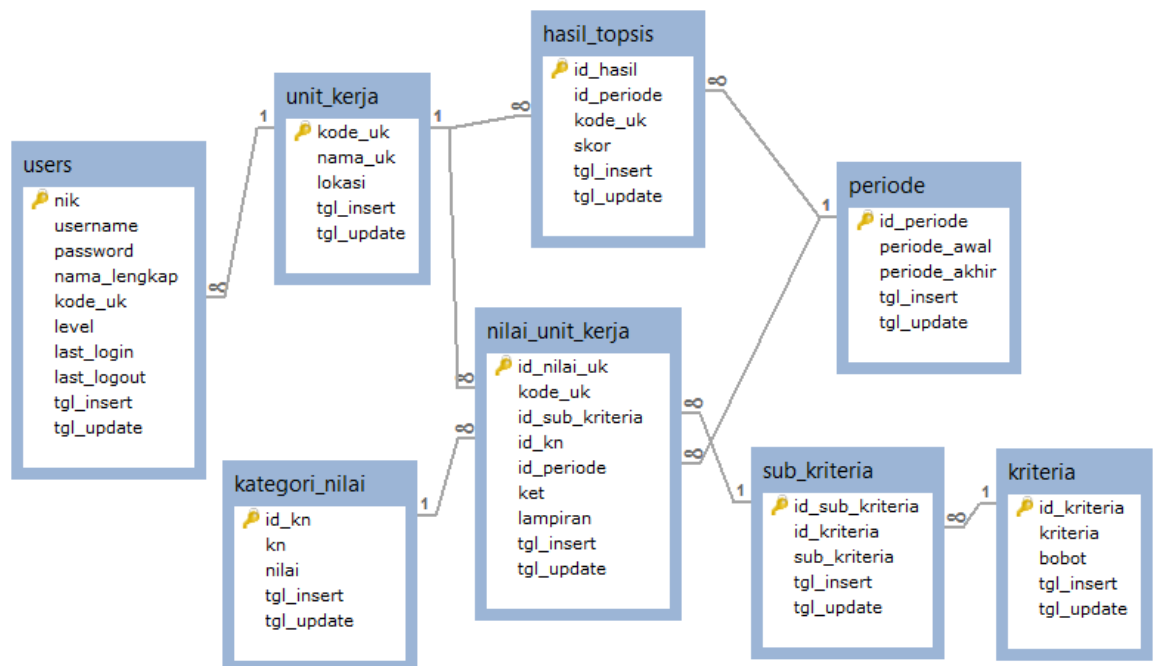 users
nik
username
password
nama_lengkap
kode_uk
level
last_login
last_logout
tgl_insert
tgl_update
unit_kerja
kode_uk
nama_uk
lokasi
tgl_insert
tgl_update
hasil_topsis
id_hasil
id_periode
kode_uk
skor
tgl_insert
tgl_update
periode
id_periode
periode_awal
periode_akhir
tgl_insert
tgl_update
nilai_unit_kerja
id_nilai_uk
kode_uk
id_sub_kriteria
id_kn
id_periode
ket
lampiran
tgl_insert
tgl_update
kategori_nilai
id_kn
kn
nilai
tgl_insert
tgl_update
sub_kriteria
id_sub_kriteria
id_kriteria
sub_kriteria
tgl_insert
tgl_update
kriteria
id_kriteria
kriteria
bobot
tgl_insert
tgl_update
1
∞
1
∞
∞
1
∞
∞
1
∞
∞
1
∞
1